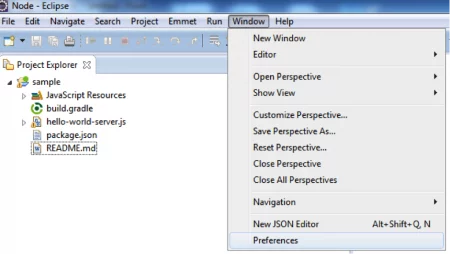 Node - Eclipse
File Edit Navigate Search Project Emmet Run Window Help
Project Explorer
sample
JavaScript Resources
build.gradle
hello-world-server.js
package.json
README.md
New Window
Editor
Open Perspective
Show View
Customize Perspective...
Save Perspective As...
Reset Perspective...
Close Perspective
Close All Perspectives
Navigation
New JSON Editor Alt+Shift+Q, N
Preferences